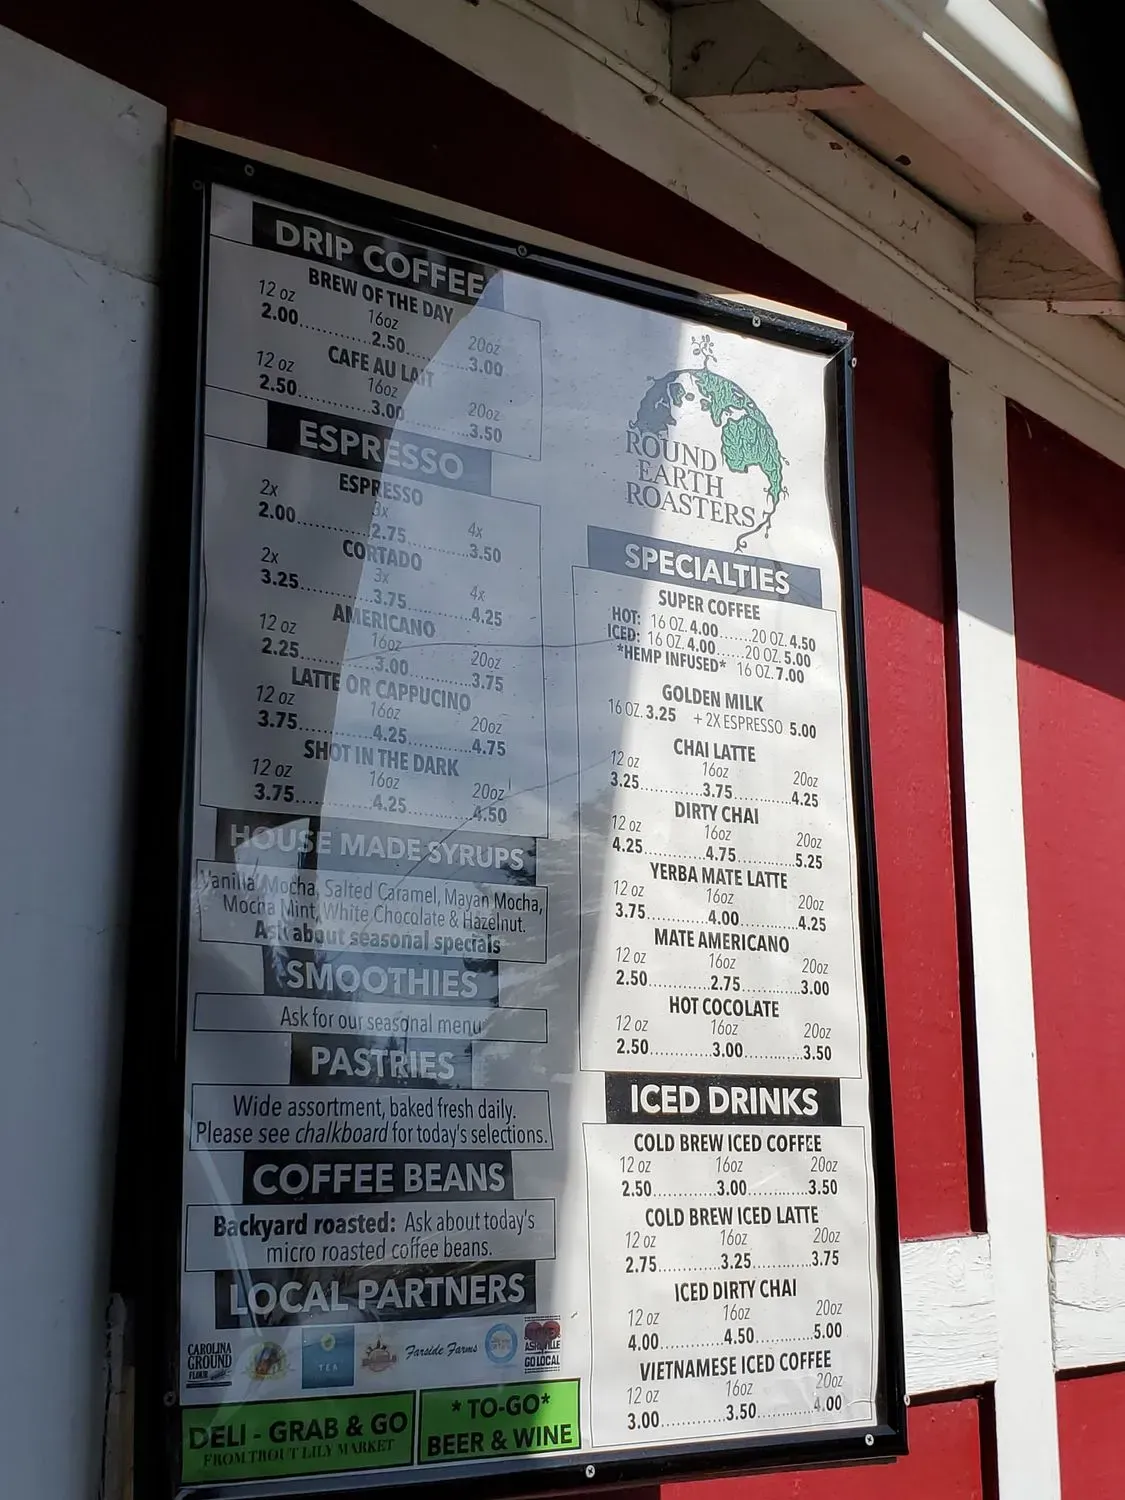 DRIP COFFEE
BREW OF THE DAY
12 oz 16oz 20oz
2.00..........2.50..........3.00
CAFE AU LAIT
12 oz 16oz 20oz
2.50..........3.00..........3.50
ESPRESSO
ESPRESSO
2x 3x 4x
2.00..........2.75..........3.50
CORTADO
2x 3x 4x
3.25..........3.75..........4.25
AMERICANO
12 oz 16oz 20oz
2.25..........3.00..........3.75
LATTE OR CAPPUCINO
12 oz 16oz 20oz
3.75..........4.25..........4.75
SHOT IN THE DARK
12 oz 16oz 20oz
3.75..........4.25..........4.50
HOUSE MADE SYRUPS
Vanilla, Mocha, Salted Caramel, Mayan Mocha,
Mocha Mint, White Chocolate & Hazelnut.
Ask about seasonal specials
SMOOTHIES
Ask for our seasonal menu
PASTRIES
Wide assortment, baked fresh daily.
Please see chalkboard for today's selections.
COFFEE BEANS
Backyard roasted: Ask about today's
micro roasted coffee beans.
LOCAL PARTNERS
CAROLINA
GROUND
FLOUR
TEA
Farside Farms
ASHEVILLE
GO LOCAL
DELI - GRAB & GO
FROM TROUT LILY MARKET
* TO-GO*
BEER & WINE
ROUND
EARTH
ROASTERS
SPECIALTIES
SUPER COFFEE
HOT: 16 OZ. 4.00.......20 OZ. 4.50
ICED: 16 OZ. 4.00.......20 OZ. 5.00
*HEMP INFUSED* 16 OZ. 7.00
GOLDEN MILK
16 OZ. 3.25 + 2X ESPRESSO 5.00
CHAI LATTE
12 oz 16oz 20oz
3.25..........3.75..........4.25
DIRTY CHAI
12 oz 16oz 20oz
4.25..........4.75..........5.25
YERBA MATE LATTE
12 oz 16oz 20oz
3.75..........4.00..........4.25
MATE AMERICANO
12 oz 16oz 20oz
2.50..........2.75..........3.00
HOT COCOLATE
12 oz 16oz 20oz
2.50..........3.00..........3.50
ICED DRINKS
COLD BREW ICED COFFEE
12 oz 16oz 20oz
2.50..........3.00..........3.50
COLD BREW ICED LATTE
12 oz 16oz 20oz
2.75..........3.25..........3.75
ICED DIRTY CHAI
12 oz 16oz 20oz
4.00..........4.50..........5.00
VIETNAMESE ICED COFFEE
12 oz 16oz 20oz
3.00..........3.50..........4.00